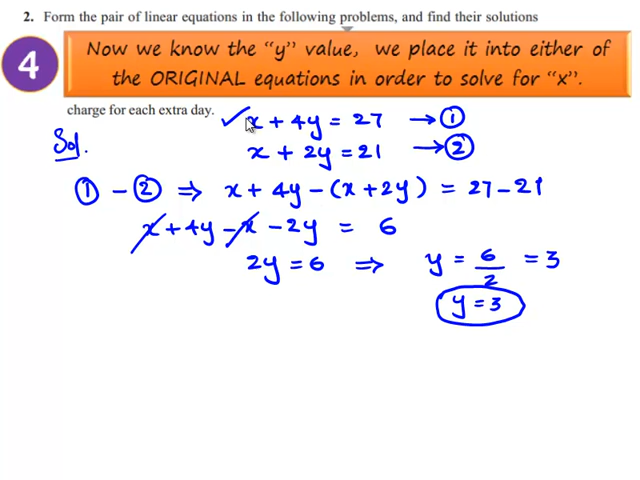 2. Form the pair of linear equations in the following problems, and find their solutions
4
Now we know the "y" value, we place it into either of
the ORIGINAL equations in order to solve for "x".
charge for each extra day.
✓ x + 4y = 27 → ①
Sol.
x + 2y = 21 → ②
① - ② ⇒ x + 4y - (x + 2y) = 27 - 21
x + 4y - x - 2y = 6
2y = 6 ⇒ y = 6/2 = 3
y = 3